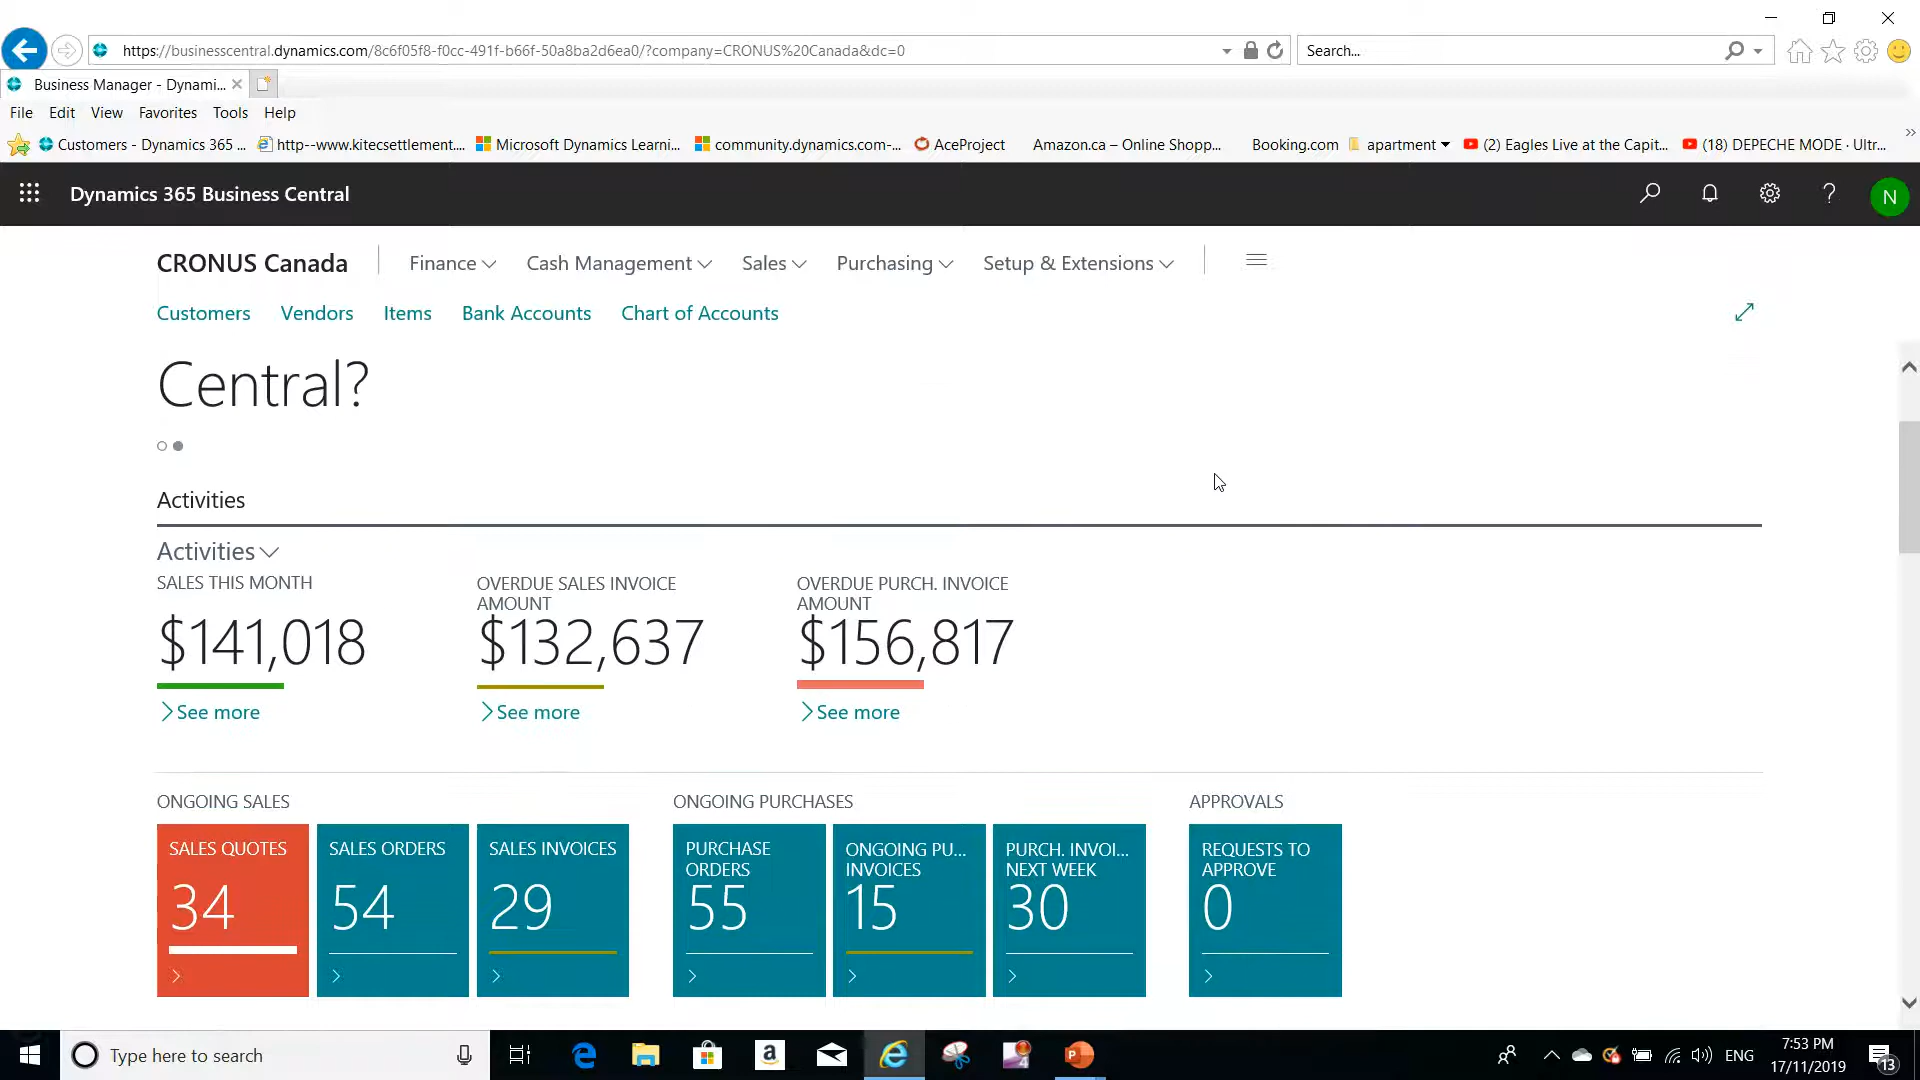 https://businesscentral.dynamics.com/8c6f05f8-f0cc-491f-b66f-50a8ba2d6ea0/?company=CRONUS%20Canada&dc=0
Search...
Business Manager - Dynami...
File Edit View Favorites Tools Help
Customers - Dynamics 365 ... http--www.kitecsettlement.... Microsoft Dynamics Learni... community.dynamics.com-... AceProject Amazon.ca – Online Shopp... Booking.com apartment (2) Eagles Live at the Capit... (18) DEPECHE MODE · Ultr...
Dynamics 365 Business Central
N
CRONUS Canada Finance Cash Management Sales Purchasing Setup & Extensions
Customers Vendors Items Bank Accounts Chart of Accounts
Central?
Activities
Activities
SALES THIS MONTH
$141,018
See more
OVERDUE SALES INVOICE
AMOUNT
$132,637
See more
OVERDUE PURCH. INVOICE
AMOUNT
$156,817
See more
ONGOING SALES
SALES QUOTES
34
SALES ORDERS
54
SALES INVOICES
29
ONGOING PURCHASES
PURCHASE
ORDERS
55
ONGOING PU...
INVOICES
15
PURCH. INVOI...
NEXT WEEK
30
APPROVALS
REQUESTS TO
APPROVE
0
Type here to search
ENG
7:53 PM
17/11/2019
13